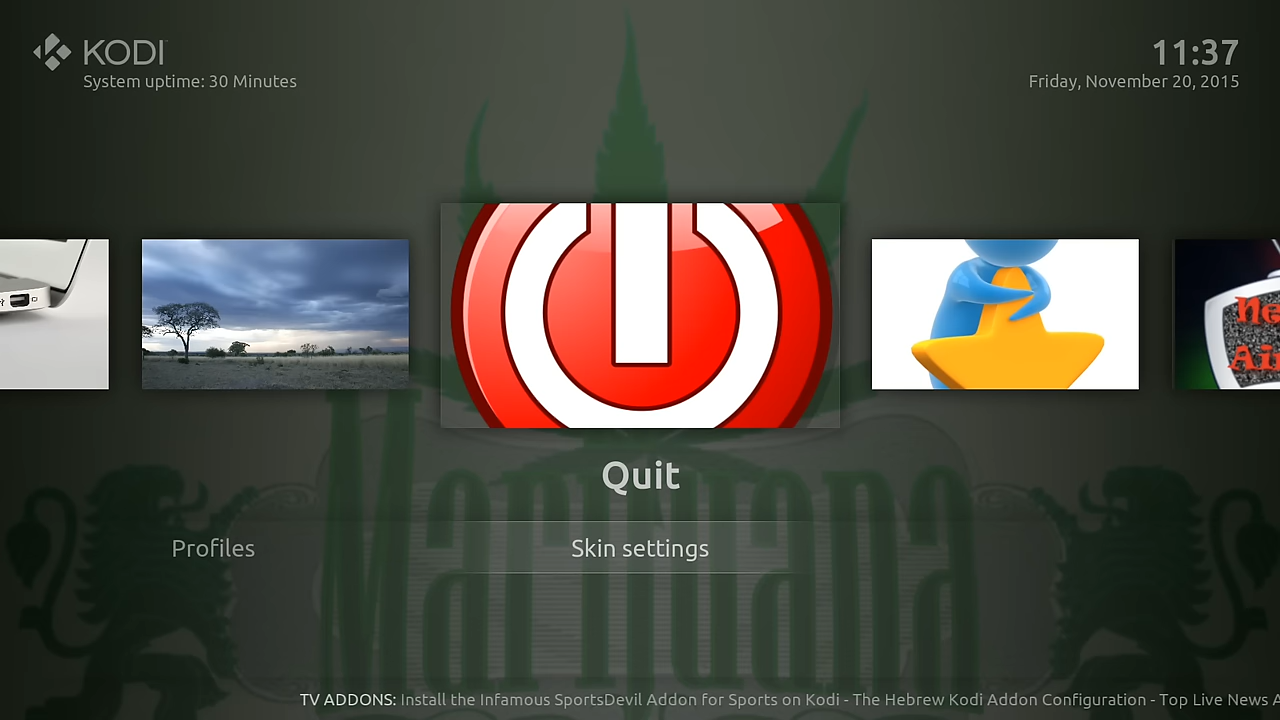 KODI
System uptime: 30 Minutes
11:37
Friday, November 20, 2015
Quit
Marijuana
Profiles
Skin settings
TV ADDONS: Install the Infamous SportsDevil Addon for Sports on Kodi - The Hebrew Kodi Addon Configuration - Top Live News